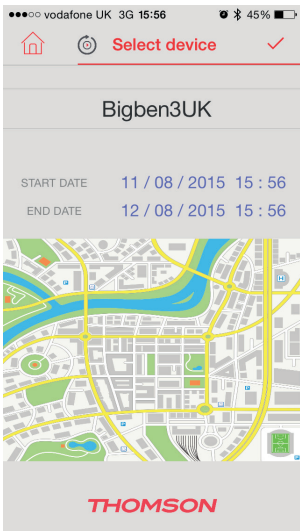 vodafone UK 3G 15:56 45%
Select device
Bigben3UK
START DATE 11 / 08 / 2015 15 : 56
END DATE 12 / 08 / 2015 15 : 56
P
H
P
P
THOMSON